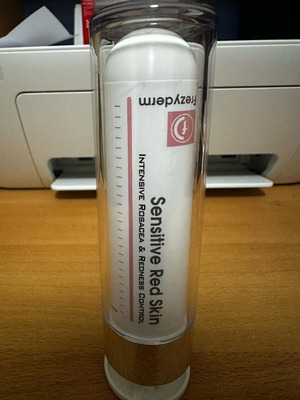 Frezyderm
Sensitive Red Skin
INTENSIVE ROSACEA & REDNESS CONTROL